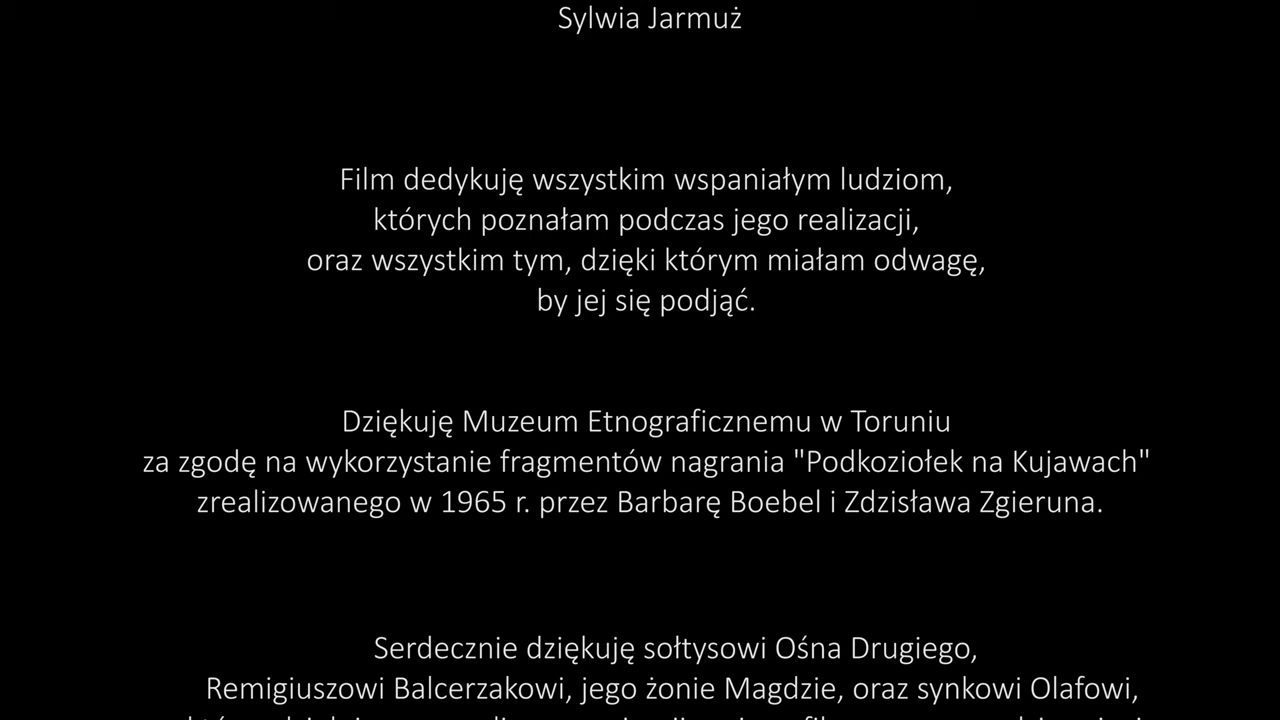 Sylwia Jarmuż
Film dedykuję wszystkim wspaniałym ludziom,
których poznałam podczas jego realizacji,
oraz wszystkim tym, dzięki którym miałam odwagę,
by jej się podjąć.
Dziękuję Muzeum Etnograficznemu w Toruniu
za zgodę na wykorzystanie fragmentów nagrania "Podkoziołek na Kujawach"
zrealizowanego w 1965 r. przez Barbarę Boebel i Zdzisława Zgieruna.
Serdecznie dziękuję sołtysowi Ośna Drugiego,
Remigiuszowi Balcerzakowi, jego żonie Magdzie, oraz synkowi Olafowi,